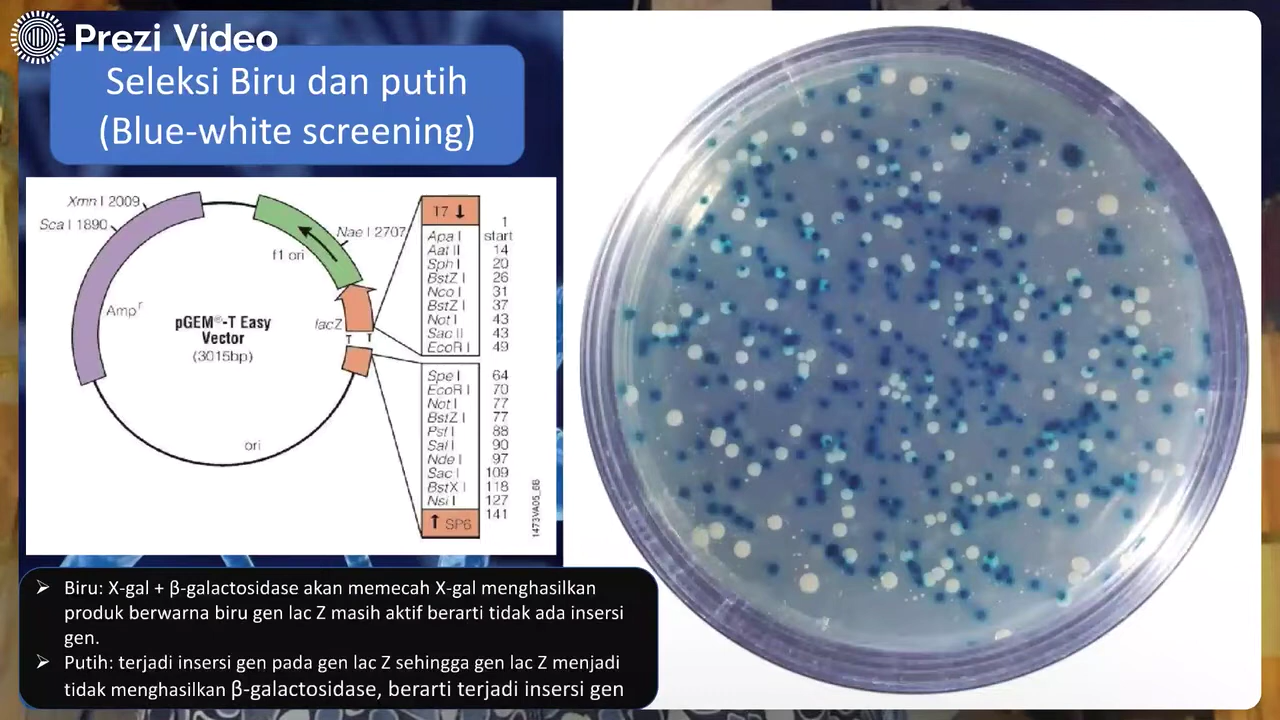 Prezi Video
Seleksi Biru dan putih
(Blue-white screening)
Xmn I 2009
Sca I 1890
Nae I 2707
f1 ori
Ampʳ
pGEM®-T Easy
Vector
(3015bp)
lacZ
T T
ori
T7 ↓
1
start
Apa I
Aat II 14
Sph I 20
BstZ I 26
Nco I 31
BstZ I 37
Not I 43
Sac II 43
EcoR I 49
Spe I 64
EcoR I 70
Not I 77
BstZ I 77
Pst I 88
Sal I 90
Nde I 97
Sac I 109
BstX I 118
Nsi I 127
141
↑ SP6
1473VA05_6B
➢ Biru: X-gal + β-galactosidase akan memecah X-gal menghasilkan
produk berwarna biru gen lac Z masih aktif berarti tidak ada insersi
gen.
➢ Putih: terjadi insersi gen pada gen lac Z sehingga gen lac Z menjadi
tidak menghasilkan β-galactosidase, berarti terjadi insersi gen